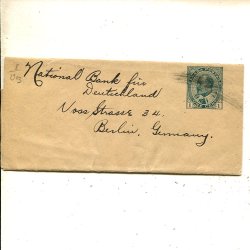 National Bank für
Deutschland
Voss Strasse 34.
Berlin, Germany.